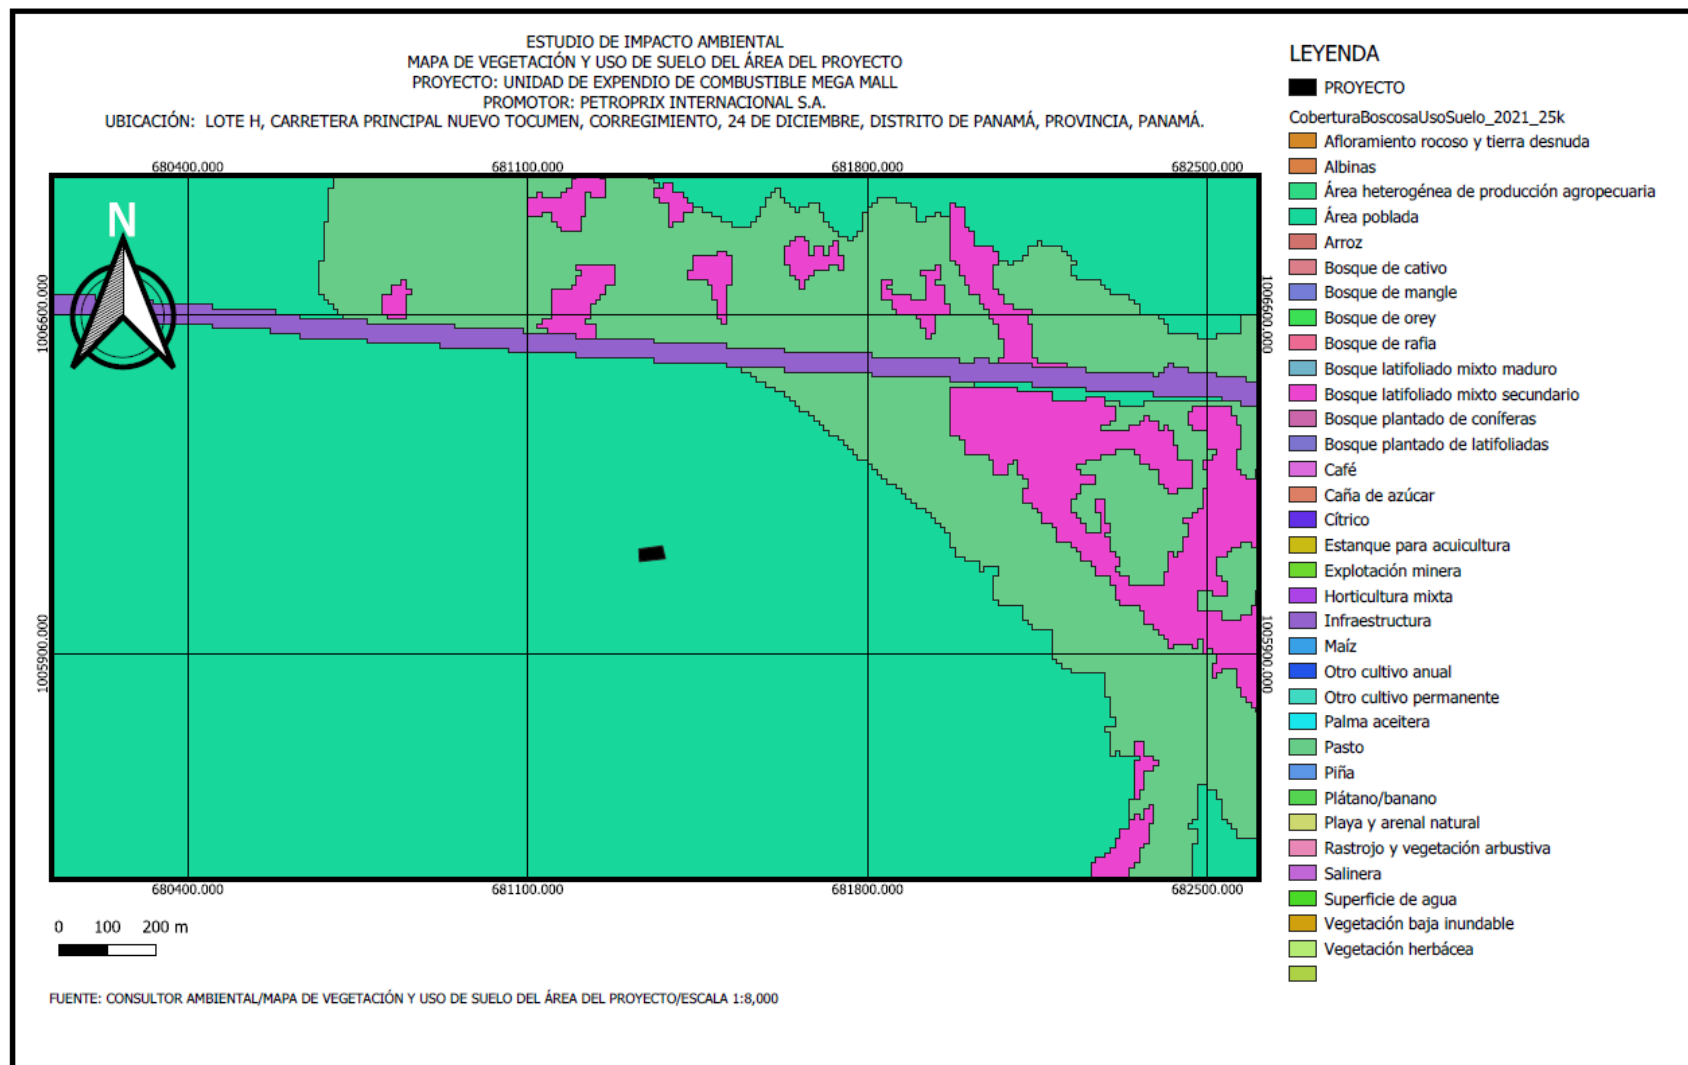 ESTUDIO DE IMPACTO AMBIENTAL
MAPA DE VEGETACIÓN Y USO DE SUELO DEL ÁREA DEL PROYECTO
PROYECTO: UNIDAD DE EXPENDIO DE COMBUSTIBLE MEGA MALL
PROMOTOR: PETROPRIX INTERNACIONAL S.A.
UBICACIÓN: LOTE H, CARRETERA PRINCIPAL NUEVO TOCUMEN, CORREGIMIENTO, 24 DE DICIEMBRE, DISTRITO DE PANAMÁ, PROVINCIA, PANAMÁ.
680400.000 681100.000 681800.000 682500.000
N
1006600.000 1006600.000
1005900.000 1005900.000
680400.000 681100.000 681800.000 682500.000
0 100 200 m
FUENTE: CONSULTOR AMBIENTAL/MAPA DE VEGETACIÓN Y USO DE SUELO DEL ÁREA DEL PROYECTO/ESCALA 1:8,000
LEYENDA
PROYECTO
CoberturaBoscosaUsoSuelo_2021_25k
Afloramiento rocoso y tierra desnuda
Albinas
Área heterogénea de producción agropecuaria
Área poblada
Arroz
Bosque de cativo
Bosque de mangle
Bosque de orey
Bosque de rafia
Bosque latifoliado mixto maduro
Bosque latifoliado mixto secundario
Bosque plantado de coníferas
Bosque plantado de latifoliadas
Café
Caña de azúcar
Cítrico
Estanque para acuicultura
Explotación minera
Horticultura mixta
Infraestructura
Maíz
Otro cultivo anual
Otro cultivo permanente
Palma aceitera
Pasto
Piña
Plátano/banano
Playa y arenal natural
Rastrojo y vegetación arbustiva
Salinera
Superficie de agua
Vegetación baja inundable
Vegetación herbácea